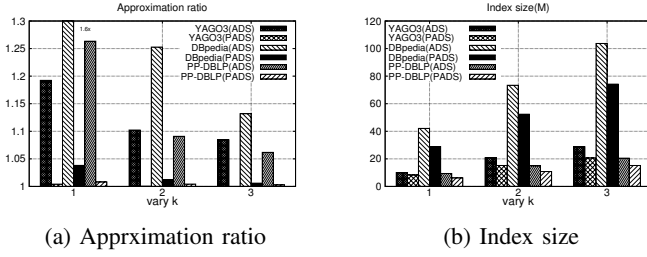 Approximation ratio
1.3
1.25
1.2
1.15
1.1
1.05
1
1.6x
YAGO3(ADS)
YAGO3(PADS)
DBpedia(ADS)
DBpedia(PADS)
PP-DBLP(ADS)
PP-DBLP(PADS)
1 2 3
vary k
(a) Apprximation ratio
Index size(M)
120
100
80
60
40
20
0
YAGO3(ADS)
YAGO3(PADS)
DBpedia(ADS)
DBpedia(PADS)
PP-DBLP(ADS)
PP-DBLP(PADS)
1 2 3
vary k
(b) Index size